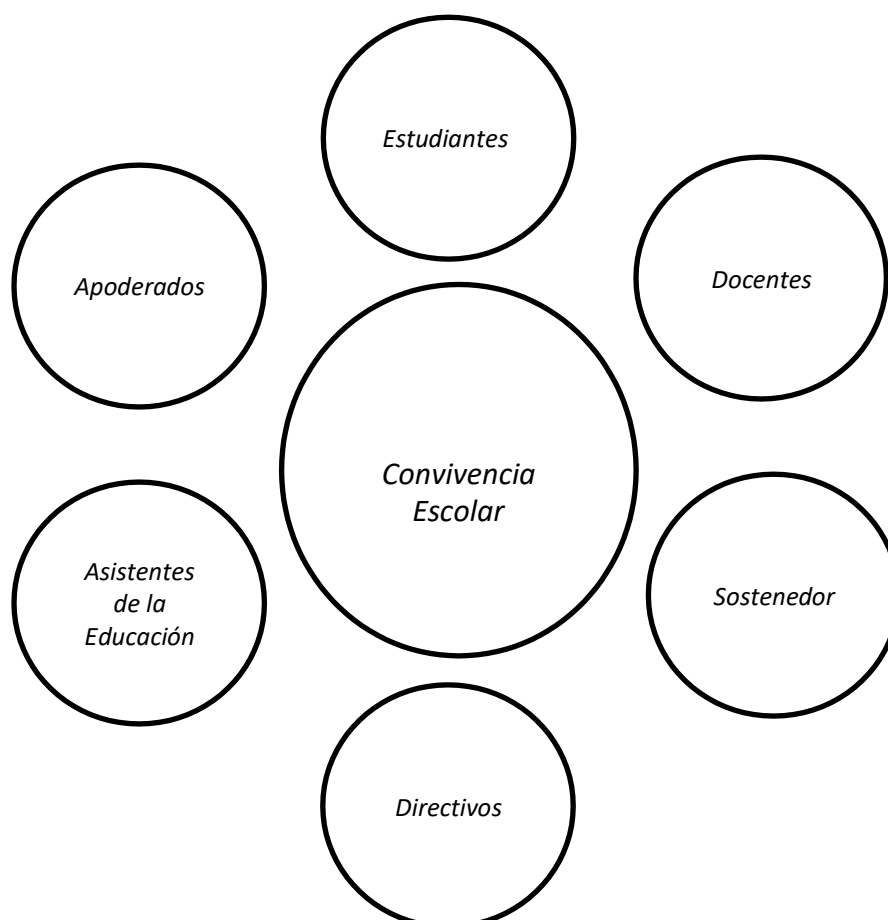 Estudiantes
Apoderados
Docentes
Convivencia
Escolar
Asistentes
de la
Educación
Sostenedor
Directivos